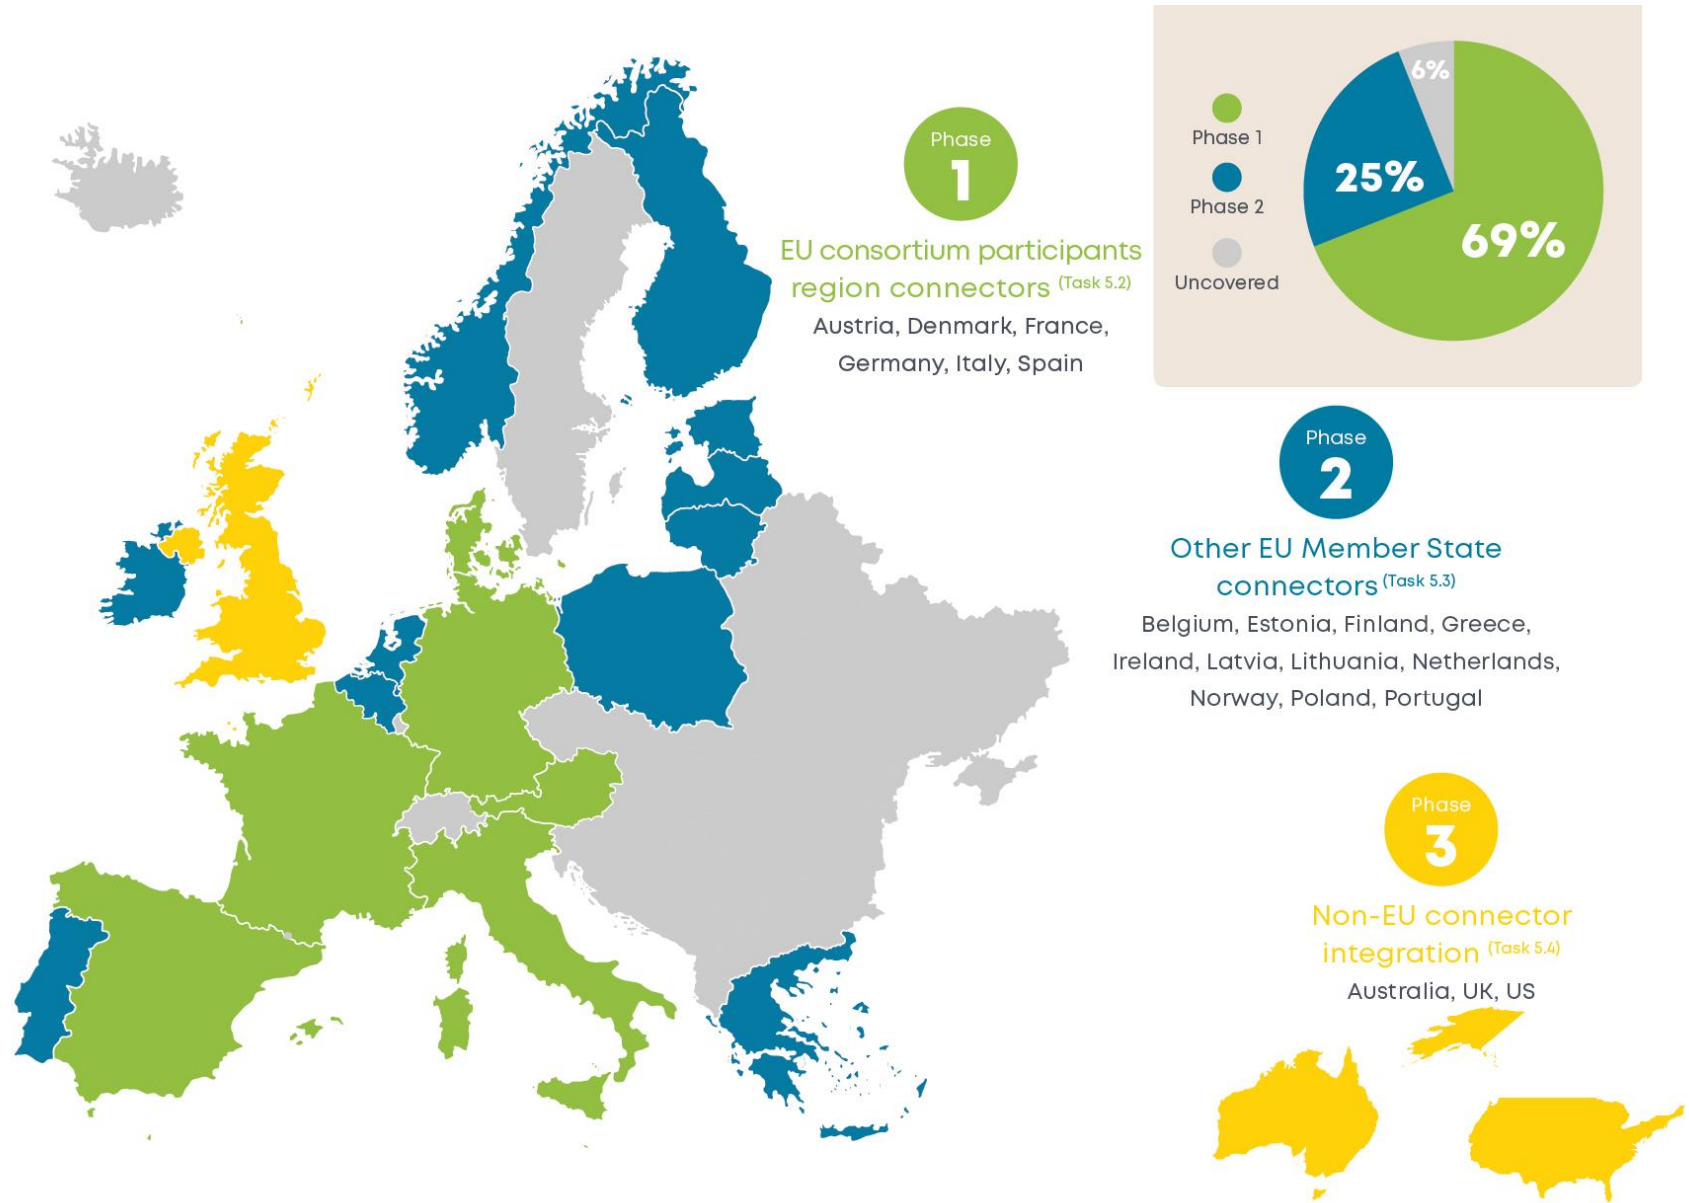 Phase
1
EU consortium participants
region connectors (Task 5.2)
Austria, Denmark, France,
Germany, Italy, Spain
Phase 1
Phase 2
Uncovered
6%
25%
69%
Phase
2
Other EU Member State
connectors (Task 5.3)
Belgium, Estonia, Finland, Greece,
Ireland, Latvia, Lithuania, Netherlands,
Norway, Poland, Portugal
Phase
3
Non-EU connector
integration (Task 5.4)
Australia, UK, US